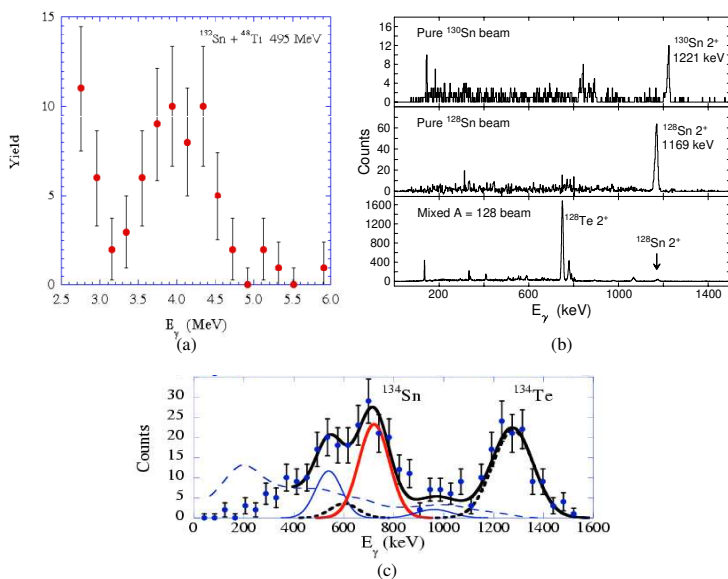 (a)
¹³²Sn + ⁴⁸Ti 495 MeV
15
10
5
0
Yield
2.5 3.0 3.5 4.0 4.5 5.0 5.5 6.0
E_γ (MeV)
(a)
(b)
Pure ¹³⁰Sn beam
¹³⁰Sn 2⁺
1221 keV
16
12
8
4
0
Pure ¹²⁸Sn beam
¹²⁸Sn 2⁺
1169 keV
60
40
20
0
Counts
Mixed A = 128 beam
¹²⁸Te 2⁺
¹²⁸Sn 2⁺
1600
1200
800
400
0
200 600 1000 1400
E_γ (keV)
(b)
¹³⁴Sn
¹³⁴Te
30
25
20
15
10
5
0
Counts
0 200 400 600 800 1000 1200 1400 1600
E_γ (keV)
(c)